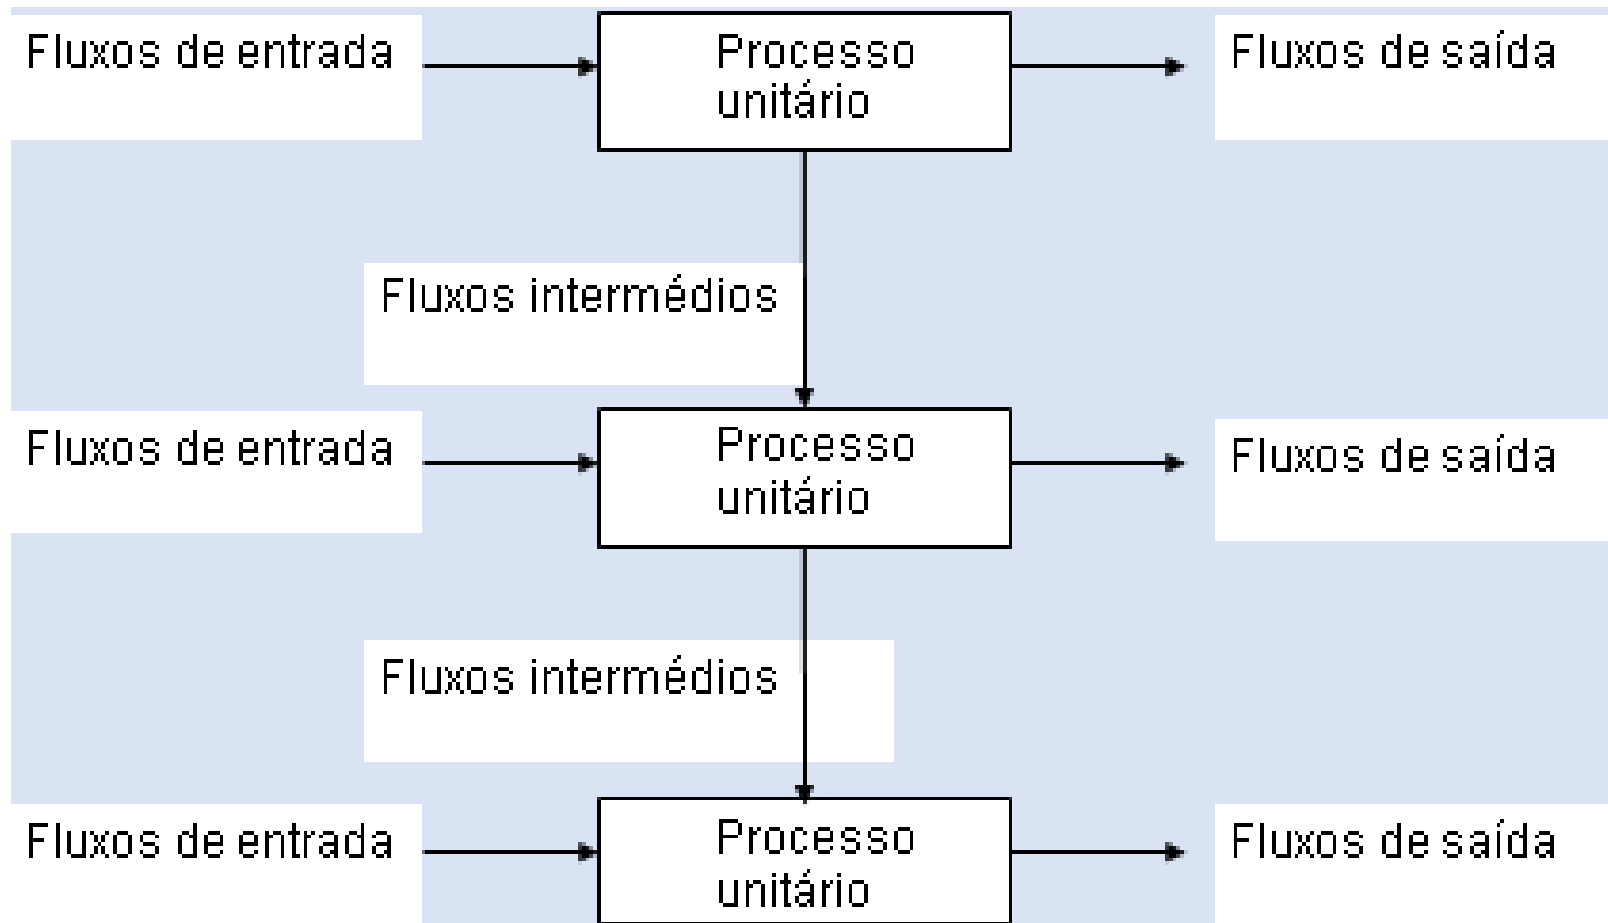 Fluxos de entrada
Processo
unitário
Fluxos de saída
Fluxos intermédios
Fluxos de entrada
Processo
unitário
Fluxos de saída
Fluxos intermédios
Fluxos de entrada
Processo
unitário
Fluxos de saída